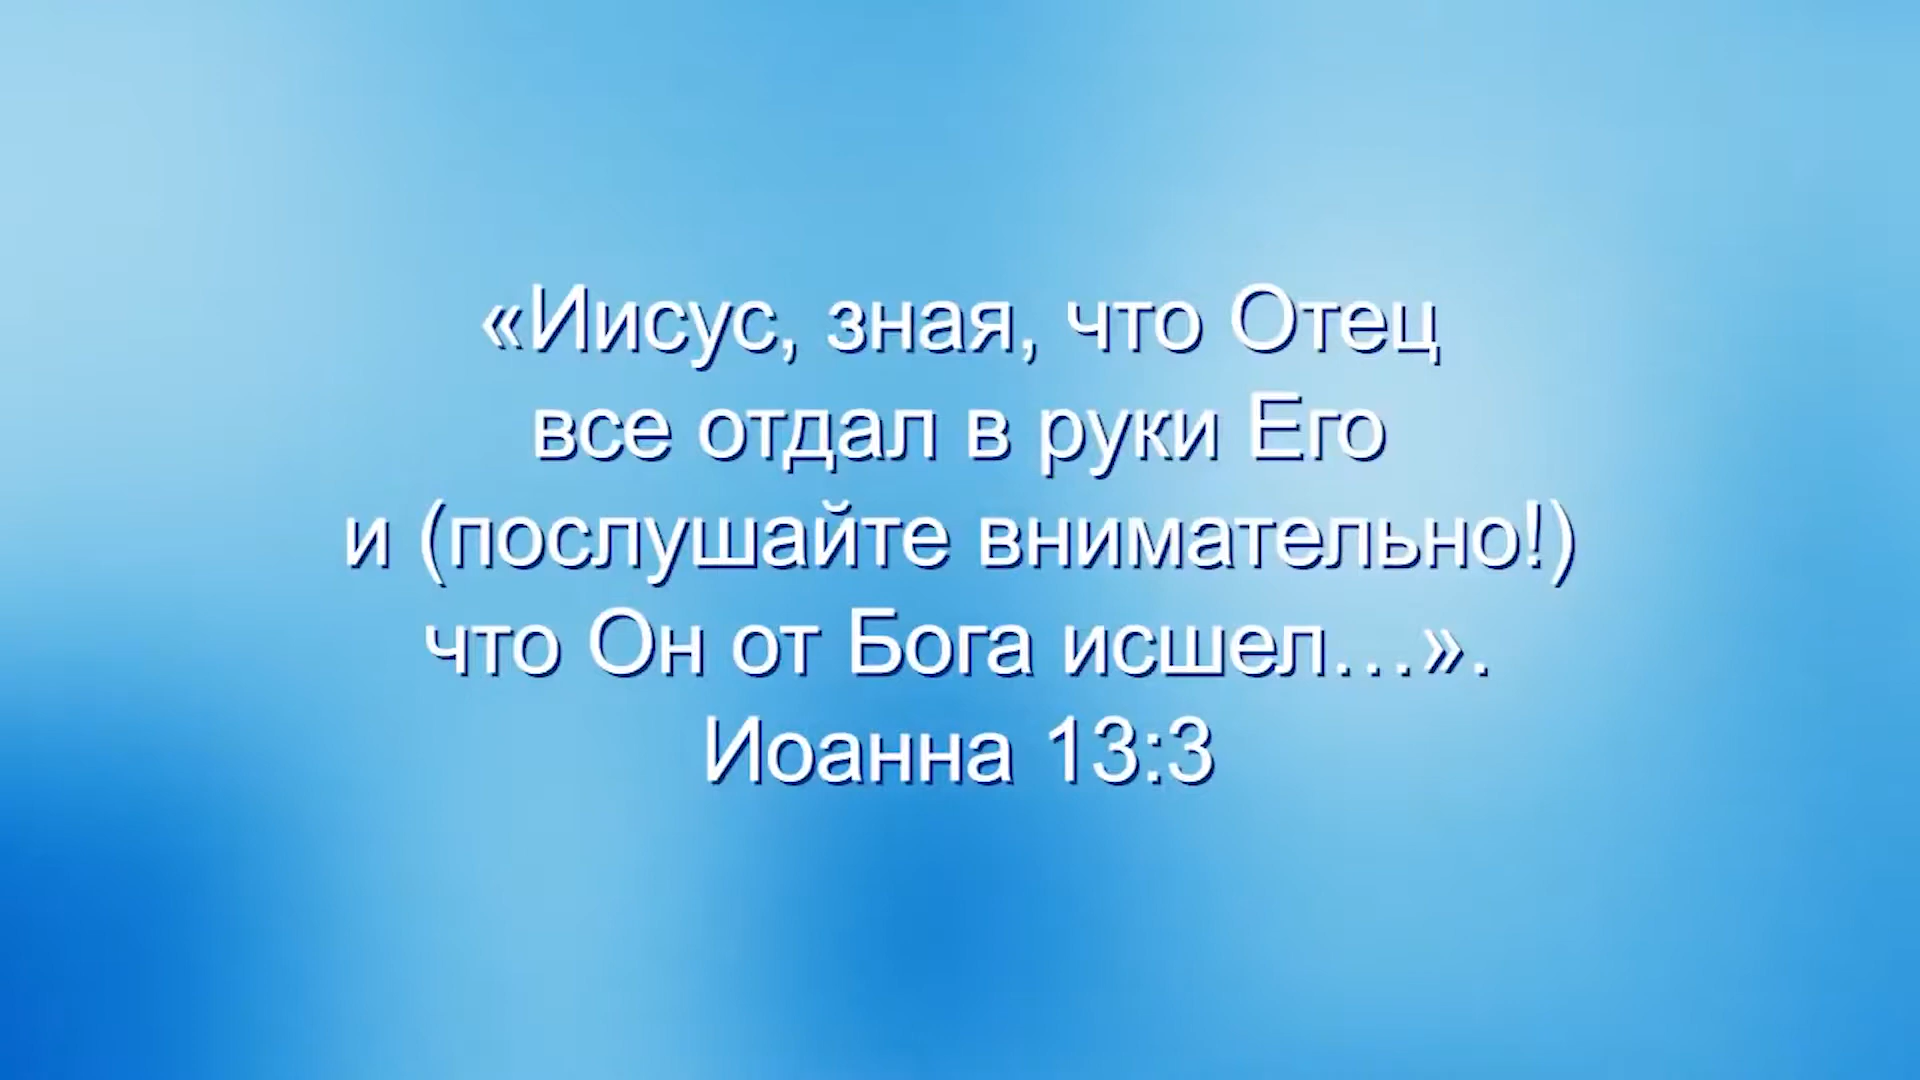 «Иисус, зная, что Отец
все отдал в руки Его
и (послушайте внимательно!)
что Он от Бога исшел…».
Иоанна 13:3